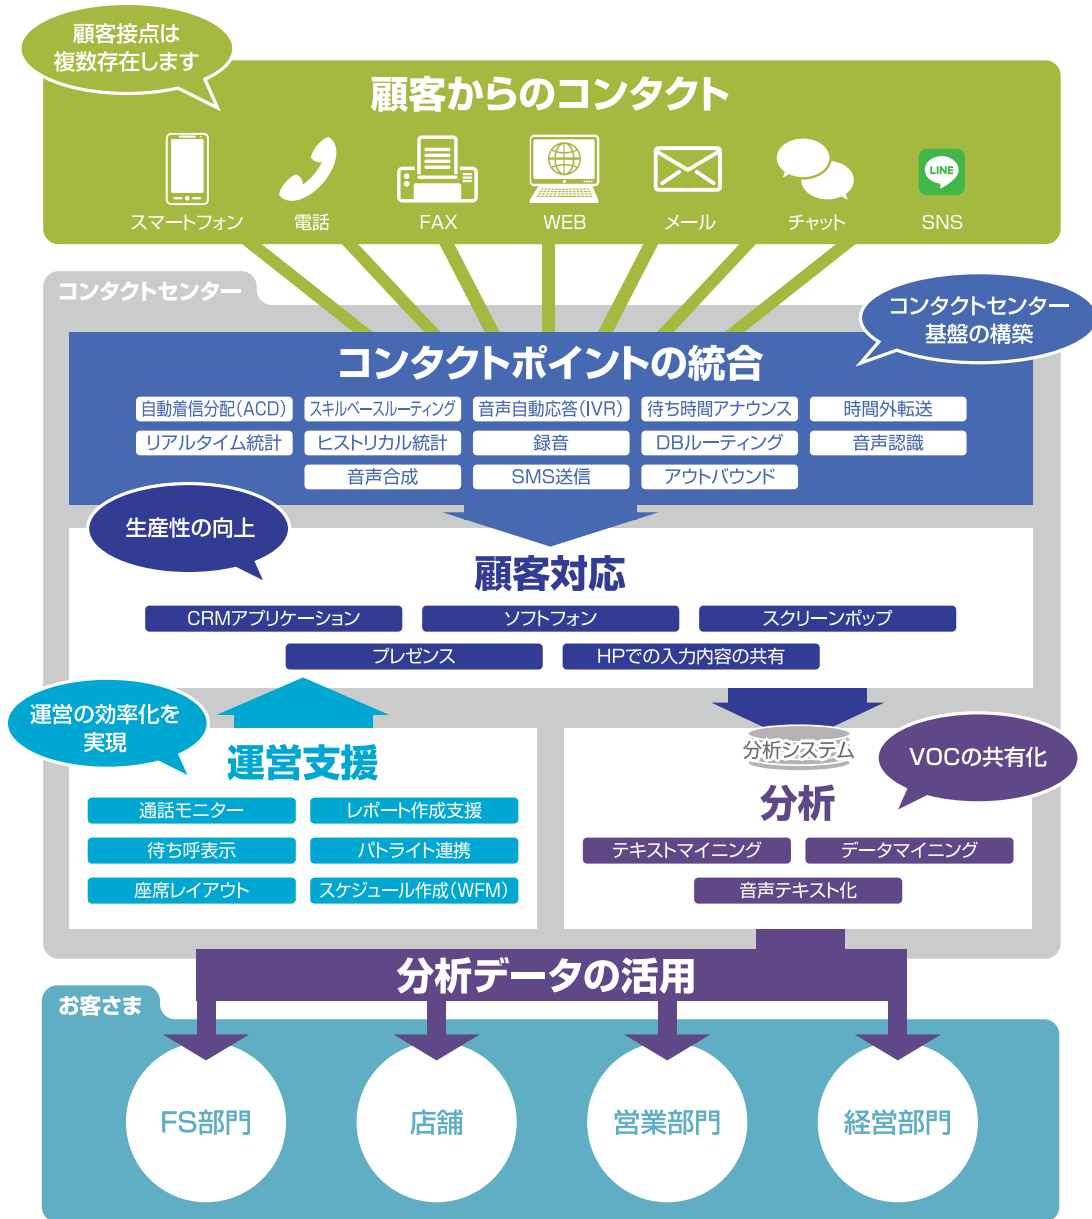 顧客接点は
複数存在します
顧客からのコンタクト
LINE
スマートフォン 電話 FAX WEB メール チャット SNS
コンタクトセンター
コンタクトセンター
基盤の構築
コンタクトポイントの統合
自動着信分配(ACD) スキルベースルーティング 音声自動応答(IVR) 待ち時間アナウンス 時間外転送
リアルタイム統計 ヒストリカル統計 録音 DBルーティング 音声認識
音声合成 SMS送信 アウトバウンド
生産性の向上
顧客対応
CRMアプリケーション ソフトフォン スクリーンポップ
プレゼンス HPでの入力内容の共有
運営の効率化を
実現
運営支援
通話モニター レポート作成支援
待ち呼表示 パトライト連携
座席レイアウト スケジュール作成(WFM)
分析システム
VOCの共有化
分析
テキストマイニング データマイニング
音声テキスト化
分析データの活用
お客さま
FS部門 店舗 営業部門 経営部門